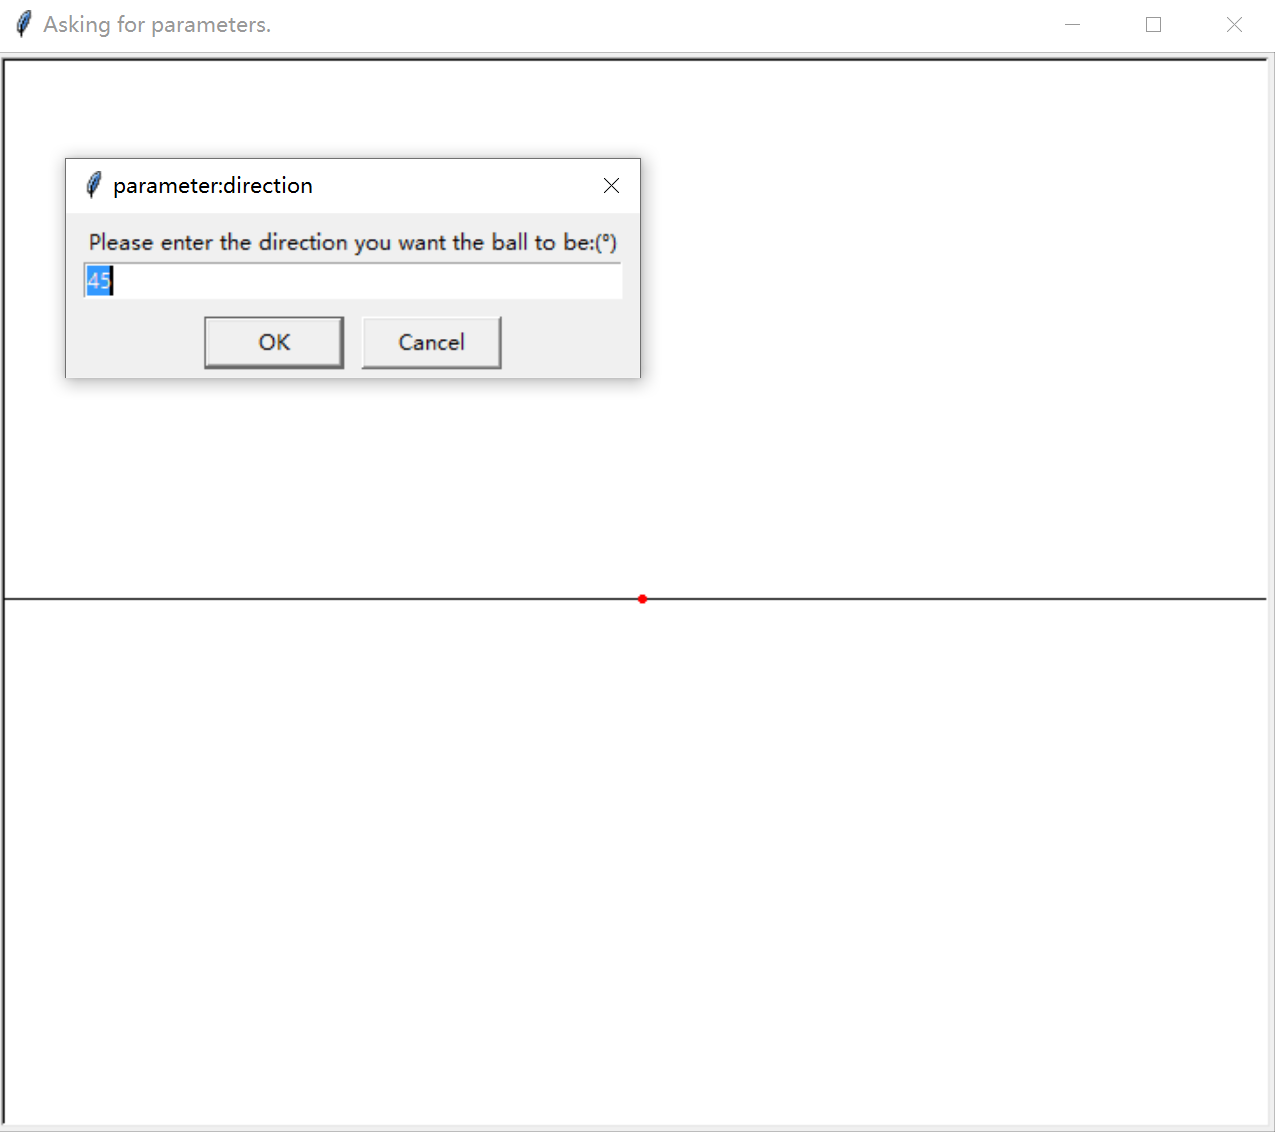 Asking for parameters.
parameter:direction
Please enter the direction you want the ball to be:(°)
45
OK
Cancel